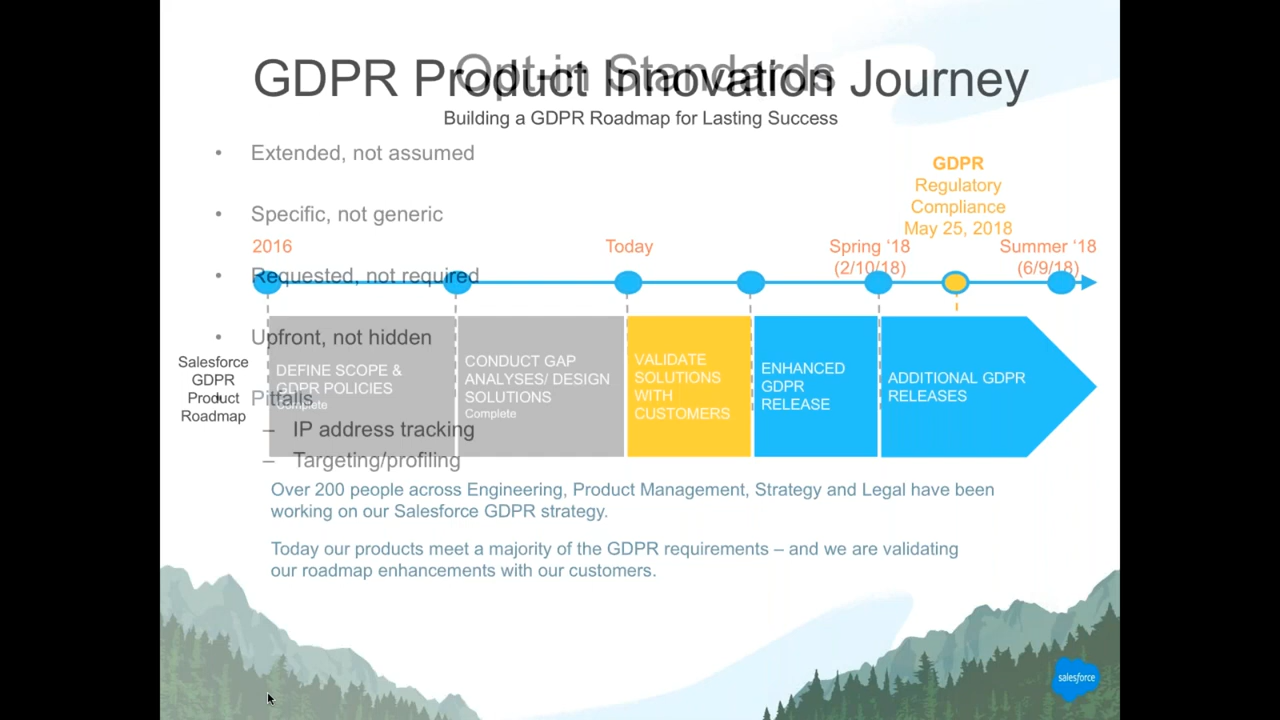 GDPR Product Innovation Journey
Opt-in Standards
Building a GDPR Roadmap for Lasting Success
• Extended, not assumed
• Specific, not generic
• Requested, not required
• Upfront, not hidden
• Pitfalls
– IP address tracking
– Targeting/profiling
GDPR
Regulatory
Compliance
May 25, 2018
2016
Today
Spring ‘18
(2/10/18)
Summer ‘18
(6/9/18)
Salesforce
GDPR
Product
Roadmap
DEFINE SCOPE &
GDPR POLICIES
Complete
CONDUCT GAP
ANALYSES/ DESIGN
SOLUTIONS
Complete
VALIDATE
SOLUTIONS
WITH
CUSTOMERS
ENHANCED
GDPR
RELEASE
ADDITIONAL GDPR
RELEASES
Over 200 people across Engineering, Product Management, Strategy and Legal have been
working on our Salesforce GDPR strategy.
Today our products meet a majority of the GDPR requirements – and we are validating
our roadmap enhancements with our customers.
salesforce